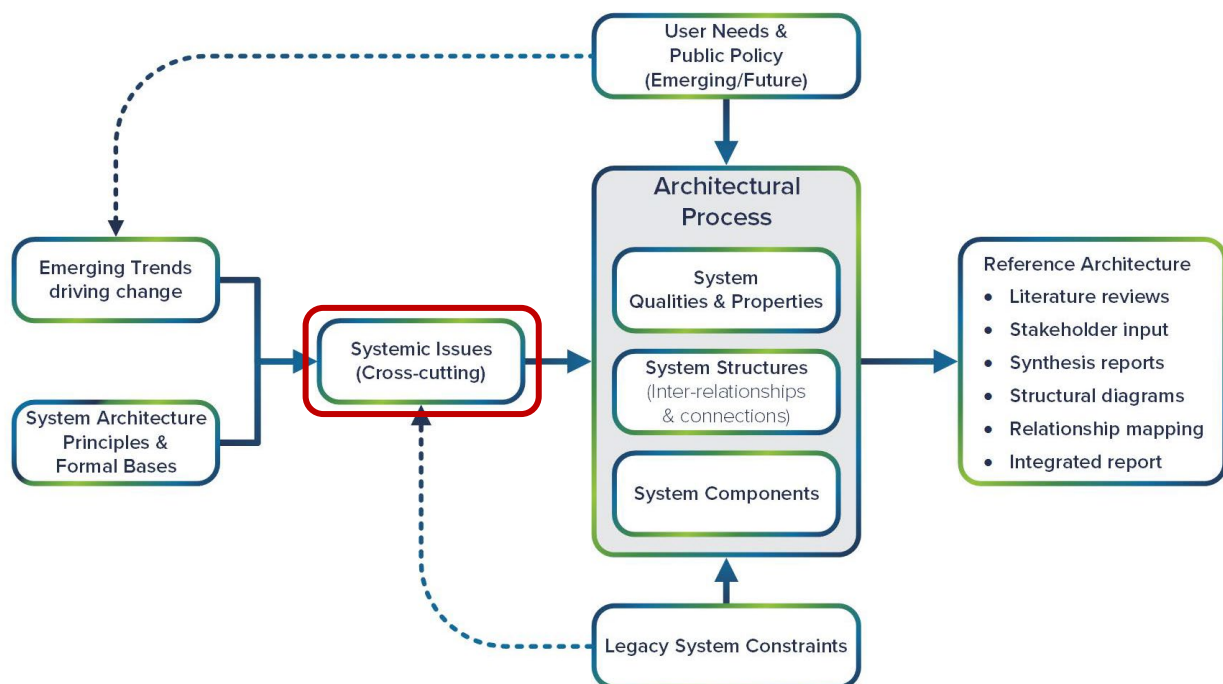 User Needs &
Public Policy
(Emerging/Future)
Architectural
Process
Emerging Trends
driving change
System
Qualities & Properties
Reference Architecture
• Literature reviews
• Stakeholder input
• Synthesis reports
• Structural diagrams
• Relationship mapping
• Integrated report
Systemic Issues
(Cross-cutting)
System Structures
(Inter-relationships
& connections)
System Architecture
Principles &
Formal Bases
System Components
Legacy System Constraints